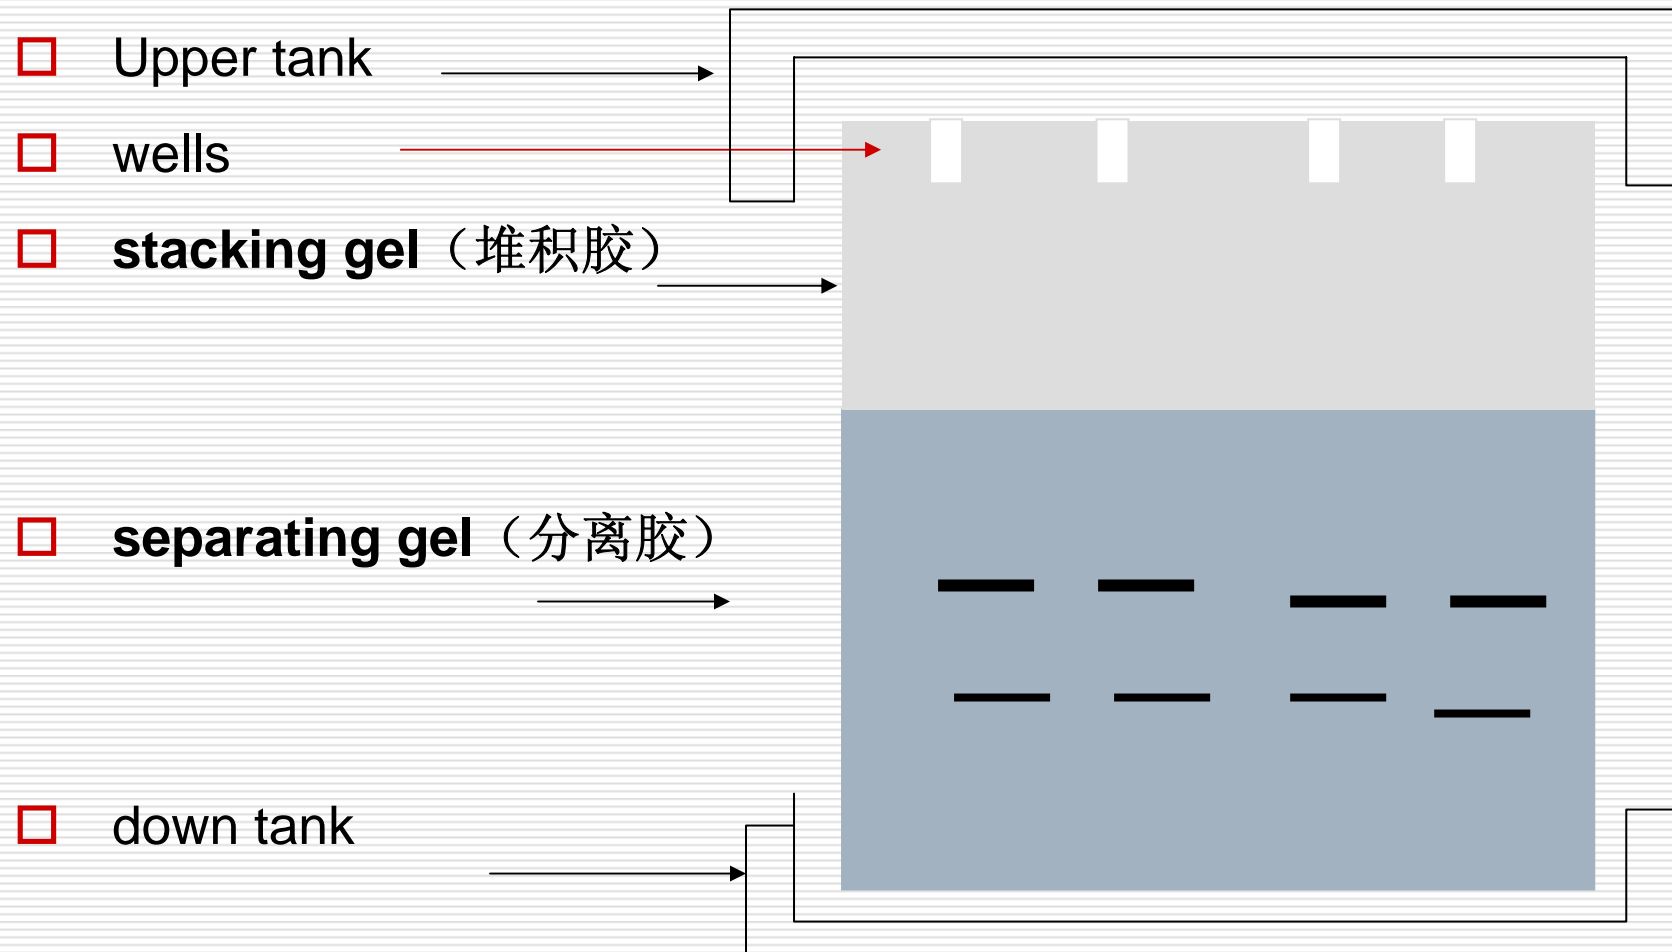 Upper tank
wells
stacking gel（堆积胶）
separating gel（分离胶）
down tank